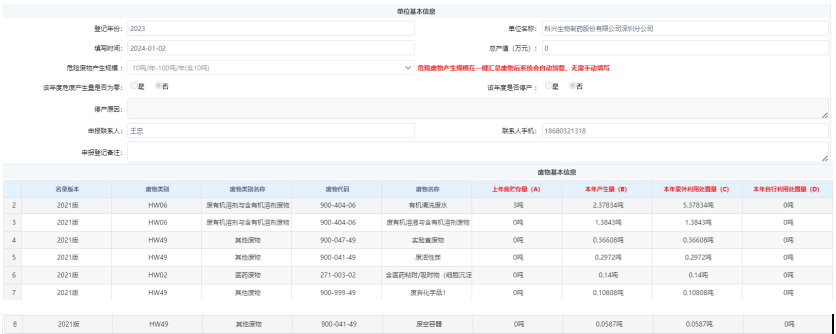 单位基本信息
登记年份: 2023 单位名称: 科兴生物制药股份有限公司深圳分公司
填写时间: 2024-01-02 总产值（万元）: 0
危险废物产生规模: 10吨/年-100吨/年(含10吨) 危险废物产生规模在一键汇总废物后系统会自动加载，无需手动填写
该年度危废产生量是否为零: 是 否 该年度是否停产: 是 否
停产原因:
申报联系人: 王忠 联系人手机: 18680321318
申报登记备注:
废物基本信息
名录版本 废物类别 废物类别名称 废物代码 废物名称 上年底贮存量（A） 本年产生量（B） 本年委外利用处置量（C） 本年自行利用处置量（D）
2 2021版 HW06 废有机溶剂与含有机溶剂废物 900-404-06 有机清洗废水 3吨 2.37834吨 5.37834吨 0吨
3 2021版 HW06 废有机溶剂与含有机溶剂废物 900-404-06 废有机溶液与含有机溶剂废物 0吨 1.3843吨 1.3843吨 0吨
4 2021版 HW49 其他废物 900-047-49 实验室废物 0吨 0.36608吨 0.36608吨 0吨
5 2021版 HW49 其他废物 900-041-49 废活性炭 0吨 0.2972吨 0.2972吨 0吨
6 2021版 HW02 医药废物 271-003-02 含医药粘附/吸附物（细胞沉淀 0吨 0.14吨 0.14吨 0吨
7 2021版 HW49 其他废物 900-999-49 废弃化学品1 0吨 0.10808吨 0.10808吨 0吨
8 2021版 HW49 其他废物 900-041-49 废空容器 0吨 0.0587吨 0.0587吨 0吨